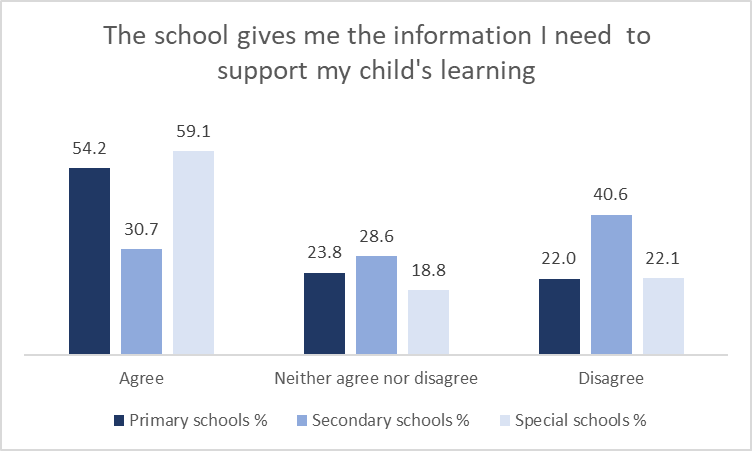 The school gives me the information I need  to
support my child's learning
54.2
30.7
59.1
23.8
28.6
18.8
22.0
40.6
22.1
Agree
Neither agree nor disagree
Disagree
Primary schools %
Secondary schools %
Special schools %